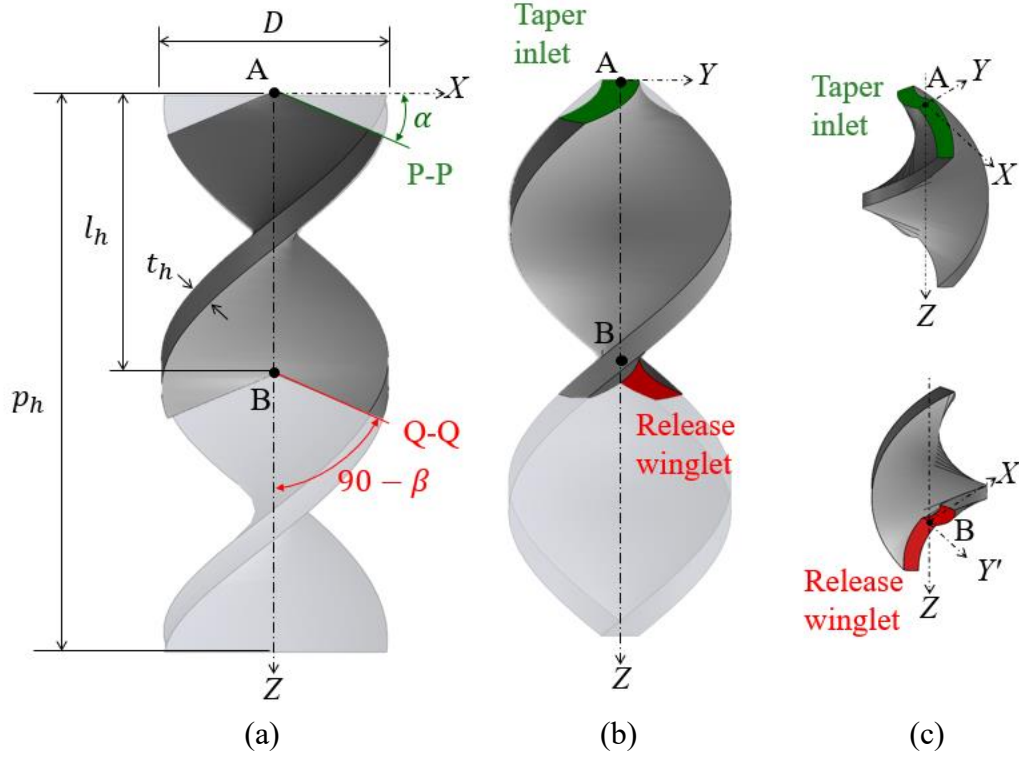 D
A
X
α
P-P
l_h
t_h
p_h
B
Q-Q
90 − β
Z
(a)
Taper
inlet
A
Y
B
Release
winglet
Z
(b)
Taper
inlet
A
Y
X
Z
X
B
Y′
Release
winglet
Z
(c)